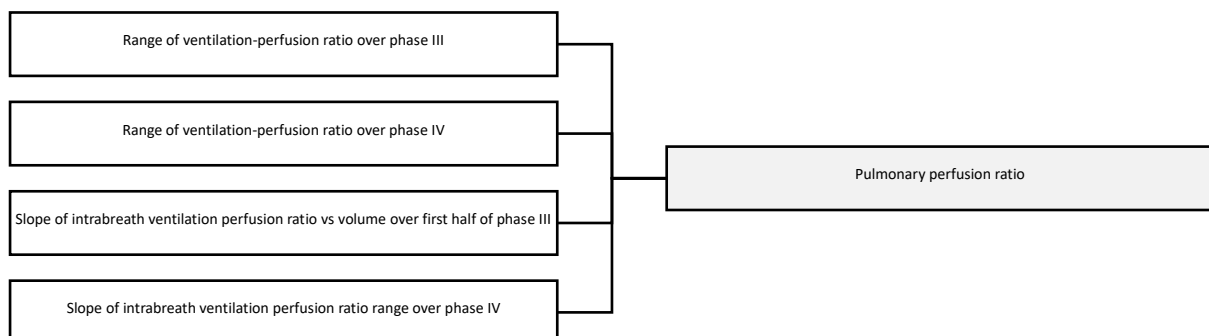 Range of ventilation-perfusion ratio over phase III
Range of ventilation-perfusion ratio over phase IV
Pulmonary perfusion ratio
Slope of intrabreath ventilation perfusion ratio vs volume over first half of phase III
Slope of intrabreath ventilation perfusion ratio range over phase IV